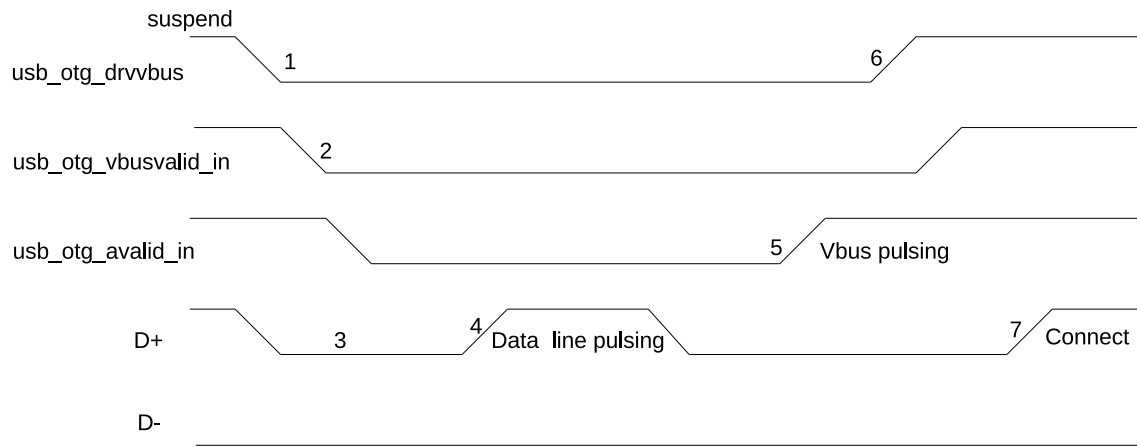 suspend
usb_otg_drvvbus
1
6
usb_otg_vbusvalid_in
2
usb_otg_avalid_in
5
Vbus pulsing
D+
3
4
Data line pulsing
7
Connect
D-